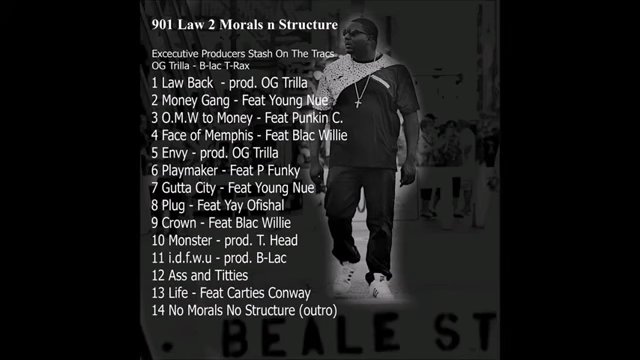 901 Law 2 Morals n Structure
Excecutive Producers Stash On The Tracs
OG Trilla - B-lac T-Rax
1 Law Back - prod. OG Trilla
2 Money Gang - Feat Young Nue
3 O.M.W to Money - Feat Punkin C.
4 Face of Memphis - Feat Blac Willie
5 Envy - prod. OG Trilla
6 Playmaker - Feat P Funky
7 Gutta City - Feat Young Nue
8 Plug - Feat Yay Ofishal
9 Crown - Feat Blac Willie
10 Monster - prod. T. Head
11 i.d.f.w.u - prod. B-Lac
12 Ass and Titties
13 Life - Feat Carties Conway
14 No Morals No Structure (outro)
BEALE ST